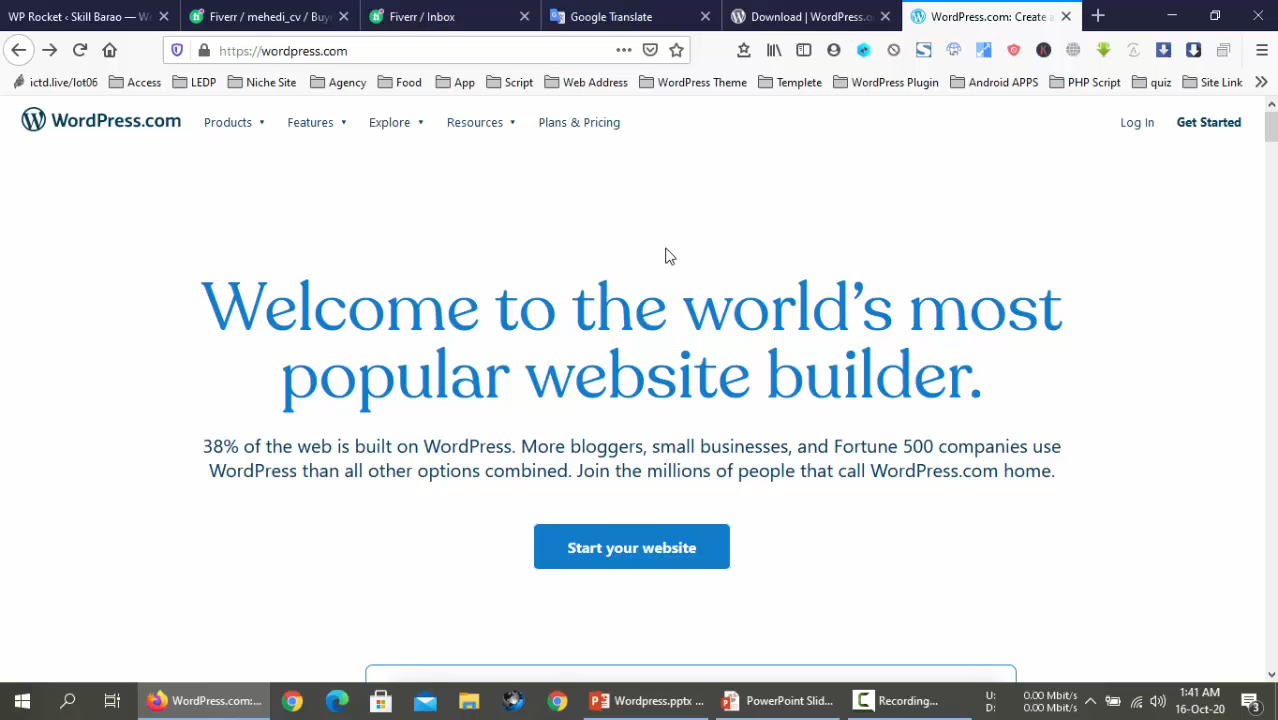 WP Rocket ‹ Skill Barao — W
Fiverr / mehedi_cv / Buy
Fiverr / Inbox
Google Translate
Download | WordPress.o
WordPress.com: Create a
https://wordpress.com
ictd.live/lot06
Access
LEDP
Niche Site
Agency
Food
App
Script
Web Address
WordPress Theme
Templete
WordPress Plugin
Android APPS
PHP Script
quiz
Site Link
WordPress.com
Products
Features
Explore
Resources
Plans & Pricing
Log In
Get Started
Welcome to the world's most
popular website builder.
38% of the web is built on WordPress. More bloggers, small businesses, and Fortune 500 companies use
WordPress than all other options combined. Join the millions of people that call WordPress.com home.
Start your website
WordPress.com:...
Wordpress.pptx ...
PowerPoint Slid...
Recording...
U: 0.00 Mbit/s
D: 0.00 Mbit/s
1:41 AM
16-Oct-20
3